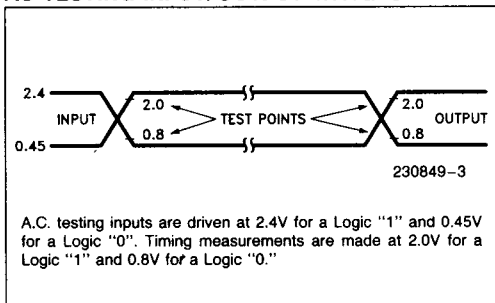 2.4
2.0
2.0
INPUT
TEST POINTS
OUTPUT
0.8
0.8
0.45
230849-3
A.C. testing inputs are driven at 2.4V for a Logic "1" and 0.45V
for a Logic "0". Timing measurements are made at 2.0V for a
Logic "1" and 0.8V for a Logic "0."